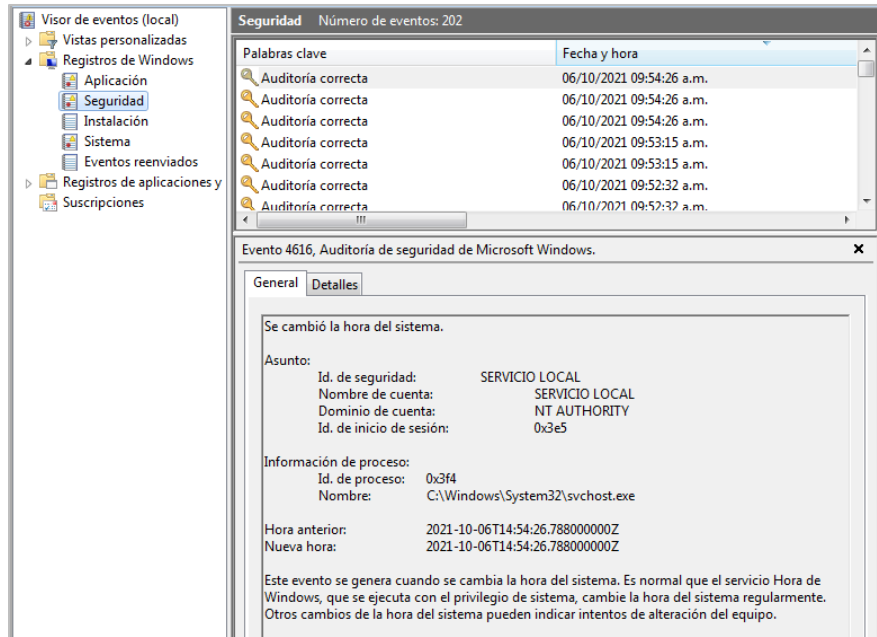 Visor de eventos (local)
Vistas personalizadas
Registros de Windows
Aplicación
Seguridad
Instalación
Sistema
Eventos reenviados
Registros de aplicaciones y
Suscripciones
Seguridad Número de eventos: 202
Palabras clave Fecha y hora
Auditoría correcta 06/10/2021 09:54:26 a.m.
Auditoría correcta 06/10/2021 09:54:26 a.m.
Auditoría correcta 06/10/2021 09:54:26 a.m.
Auditoría correcta 06/10/2021 09:53:15 a.m.
Auditoría correcta 06/10/2021 09:53:15 a.m.
Auditoría correcta 06/10/2021 09:52:32 a.m.
Auditoría correcta 06/10/2021 09:52:32 a.m.
Evento 4616, Auditoría de seguridad de Microsoft Windows.
General Detalles
Se cambió la hora del sistema.
Asunto:
Id. de seguridad: SERVICIO LOCAL
Nombre de cuenta: SERVICIO LOCAL
Dominio de cuenta: NT AUTHORITY
Id. de inicio de sesión: 0x3e5
Información de proceso:
Id. de proceso: 0x3f4
Nombre: C:\Windows\System32\svchost.exe
Hora anterior: 2021-10-06T14:54:26.788000000Z
Nueva hora: 2021-10-06T14:54:26.788000000Z
Este evento se genera cuando se cambia la hora del sistema. Es normal que el servicio Hora de
Windows, que se ejecuta con el privilegio de sistema, cambie la hora del sistema regularmente.
Otros cambios de la hora del sistema pueden indicar intentos de alteración del equipo.